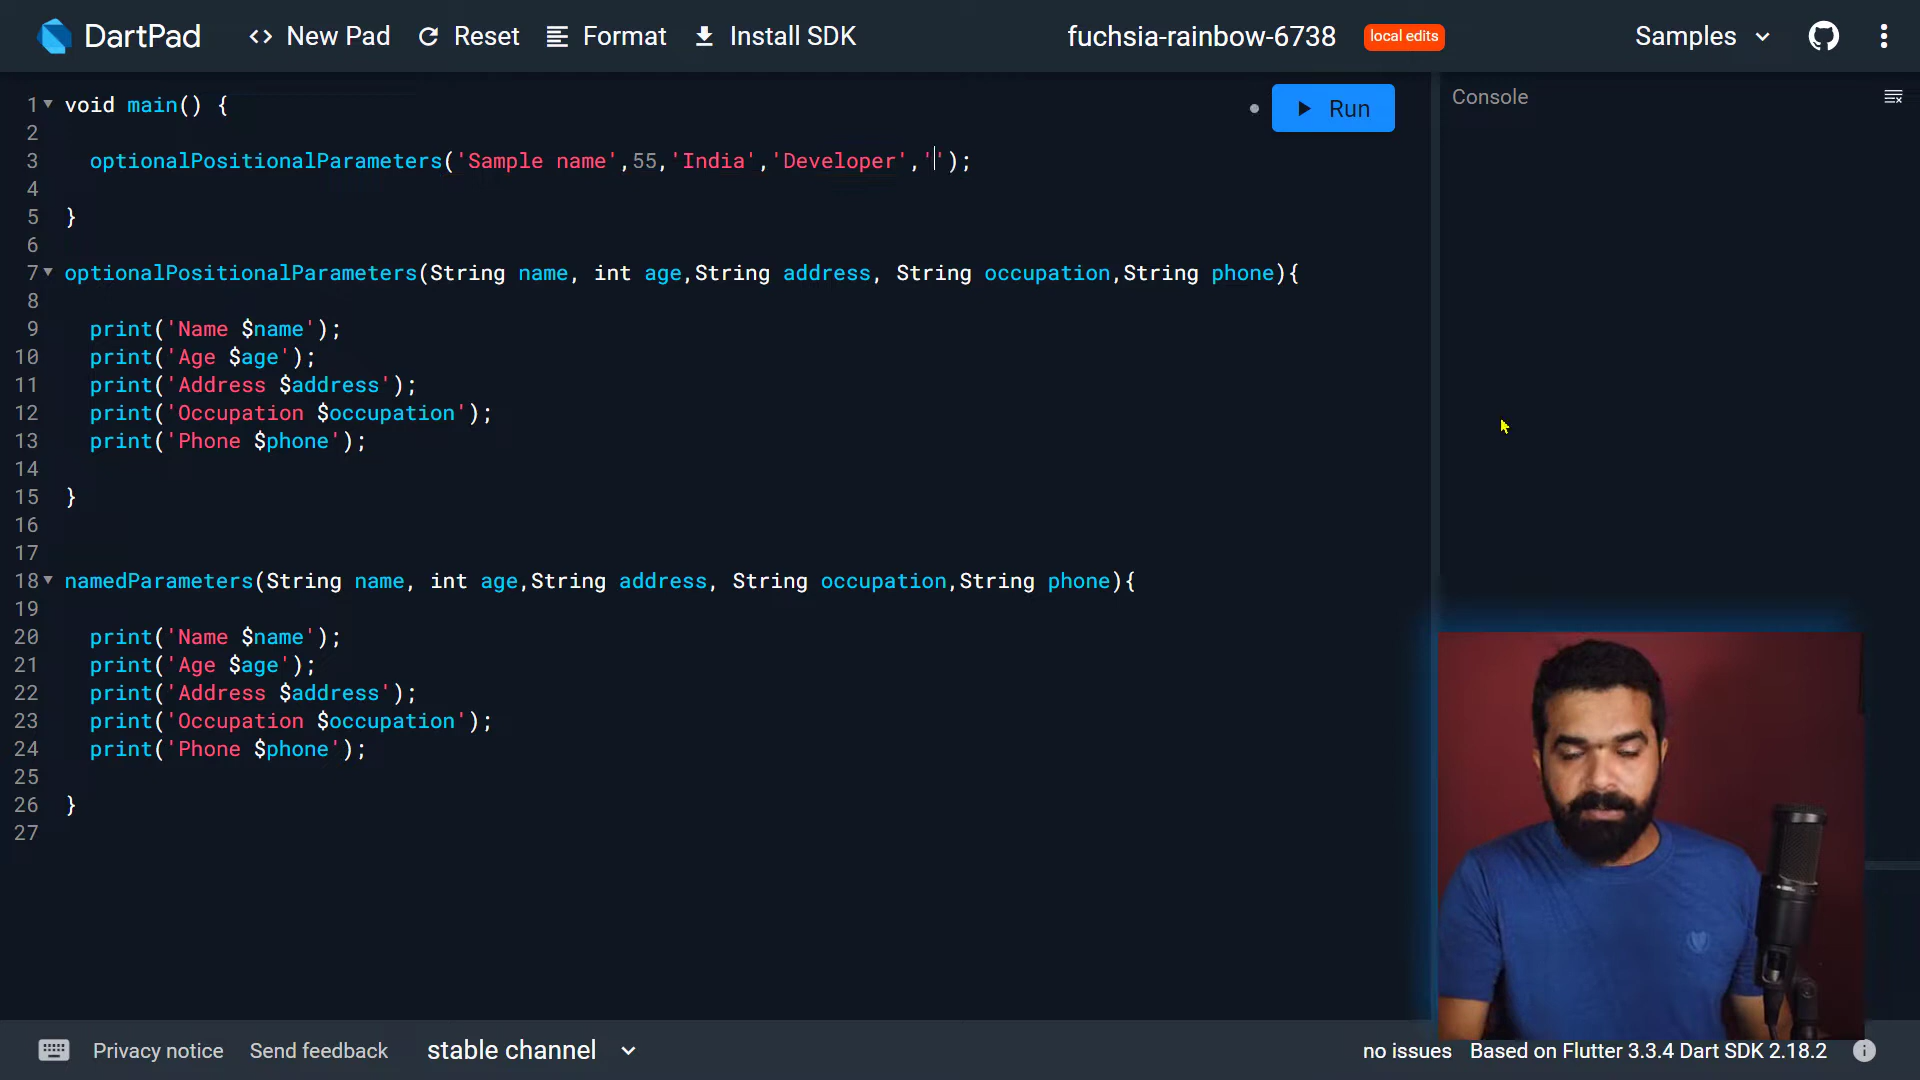 DartPad <> New Pad Reset Format Install SDK fuchsia-rainbow-6738 local edits Samples
1 void main() {
Run
Console
2
3 optionalPositionalParameters('Sample name',55,'India','Developer','');
4
5 }
6
7 optionalPositionalParameters(String name, int age,String address, String occupation,String phone){
8
9 print('Name $name');
10 print('Age $age');
11 print('Address $address');
12 print('Occupation $occupation');
13 print('Phone $phone');
14
15 }
16
17
18 namedParameters(String name, int age,String address, String occupation,String phone){
19
20 print('Name $name');
21 print('Age $age');
22 print('Address $address');
23 print('Occupation $occupation');
24 print('Phone $phone');
25
26 }
27
Privacy notice Send feedback stable channel no issues Based on Flutter 3.3.4 Dart SDK 2.18.2